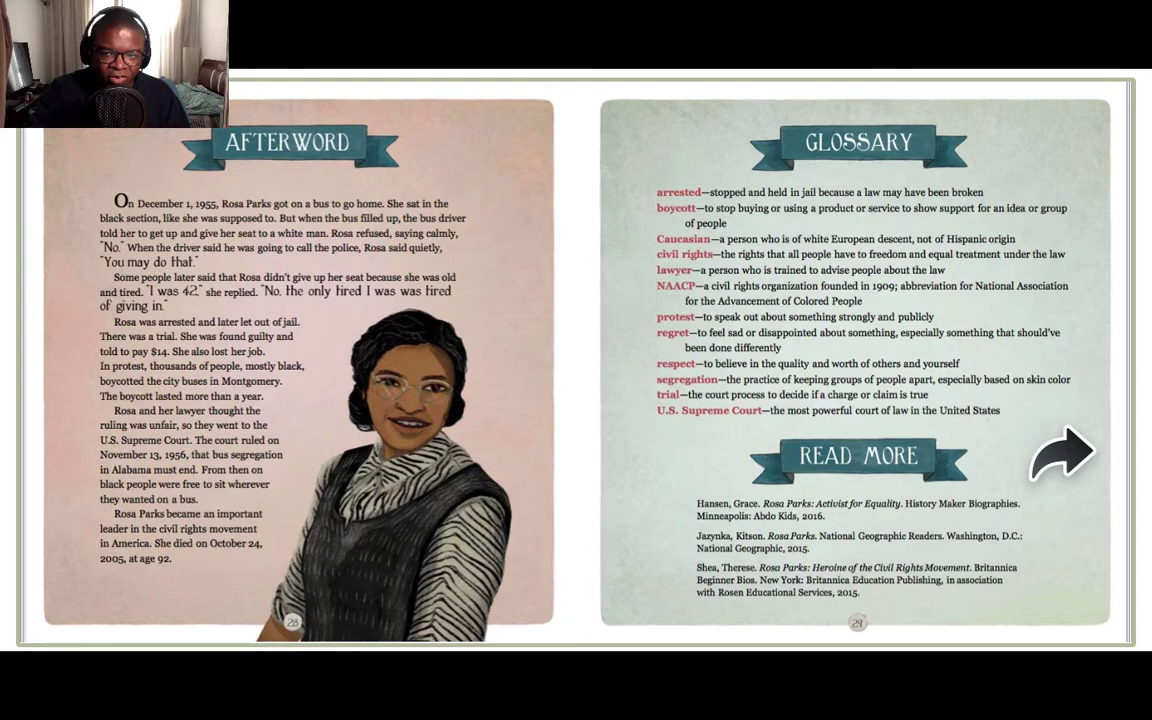 AFTERWORD
On December 1, 1955, Rosa Parks got on a bus to go home. She sat in the
black section, like she was supposed to. But when the bus filled up, the bus driver
told her to get up and give her seat to a white man. Rosa refused, saying calmly,
"No." When the driver said he was going to call the police, Rosa said quietly,
"You may do that."
Some people later said that Rosa didn't give up her seat because she was old
and tired. "I was 42," she replied. "No. the only tired I was was tired
of giving in."
Rosa was arrested and later let out of jail.
There was a trial. She was found guilty and
told to pay $14. She also lost her job.
In protest, thousands of people, mostly black,
boycotted the city buses in Montgomery.
The boycott lasted more than a year.
Rosa and her lawyer thought the
ruling was unfair, so they went to the
U.S. Supreme Court. The court ruled on
November 13, 1956, that bus segregation
in Alabama must end. From then on
black people were free to sit wherever
they wanted on a bus.
Rosa Parks became an important
leader in the civil rights movement
in America. She died on October 24,
2005, at age 92.
28
GLOSSARY
arrested—stopped and held in jail because a law may have been broken
boycott—to stop buying or using a product or service to show support for an idea or group
of people
Caucasian—a person who is of white European descent, not of Hispanic origin
civil rights—the rights that all people have to freedom and equal treatment under the law
lawyer—a person who is trained to advise people about the law
NAACP—a civil rights organization founded in 1909; abbreviation for National Association
for the Advancement of Colored People
protest—to speak out about something strongly and publicly
regret—to feel sad or disappointed about something, especially something that should've
been done differently
respect—to believe in the quality and worth of others and yourself
segregation—the practice of keeping groups of people apart, especially based on skin color
trial—the court process to decide if a charge or claim is true
U.S. Supreme Court—the most powerful court of law in the United States
READ MORE
Hansen, Grace. Rosa Parks: Activist for Equality. History Maker Biographies.
Minneapolis: Abdo Kids, 2016.
Jazynka, Kitson. Rosa Parks. National Geographic Readers. Washington, D.C.:
National Geographic, 2015.
Shea, Therese. Rosa Parks: Heroine of the Civil Rights Movement. Britannica
Beginner Bios. New York: Britannica Education Publishing, in association
with Rosen Educational Services, 2015.
29